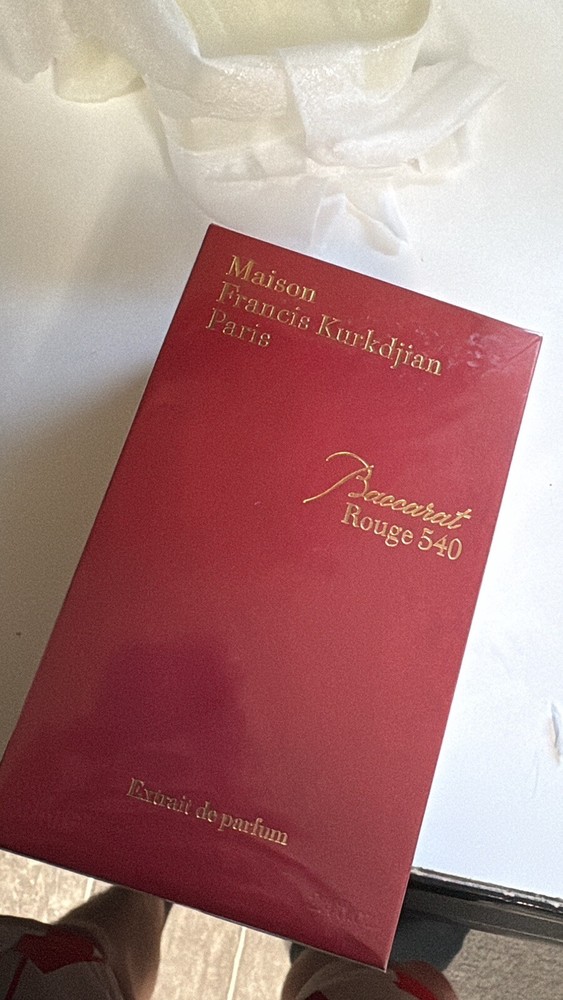 Maison
Francis Kurkdjian
Paris
Baccarat
Rouge 540
Extrait de parfum